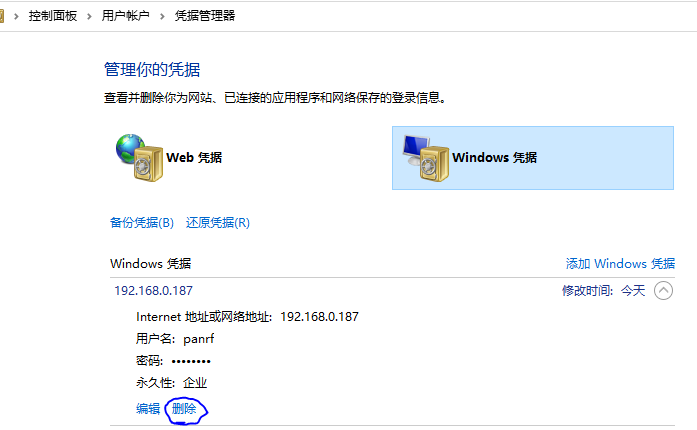 控制面板 > 用户帐户 > 凭据管理器
管理你的凭据
查看并删除你为网站、已连接的应用程序和网络保存的登录信息。
Web 凭据
Windows 凭据
备份凭据(B) 还原凭据(R)
Windows 凭据 添加 Windows 凭据
192.168.0.187 修改时间: 今天
Internet 地址或网络地址: 192.168.0.187
用户名: panrf
密码: ••••••••
永久性: 企业
编辑 删除